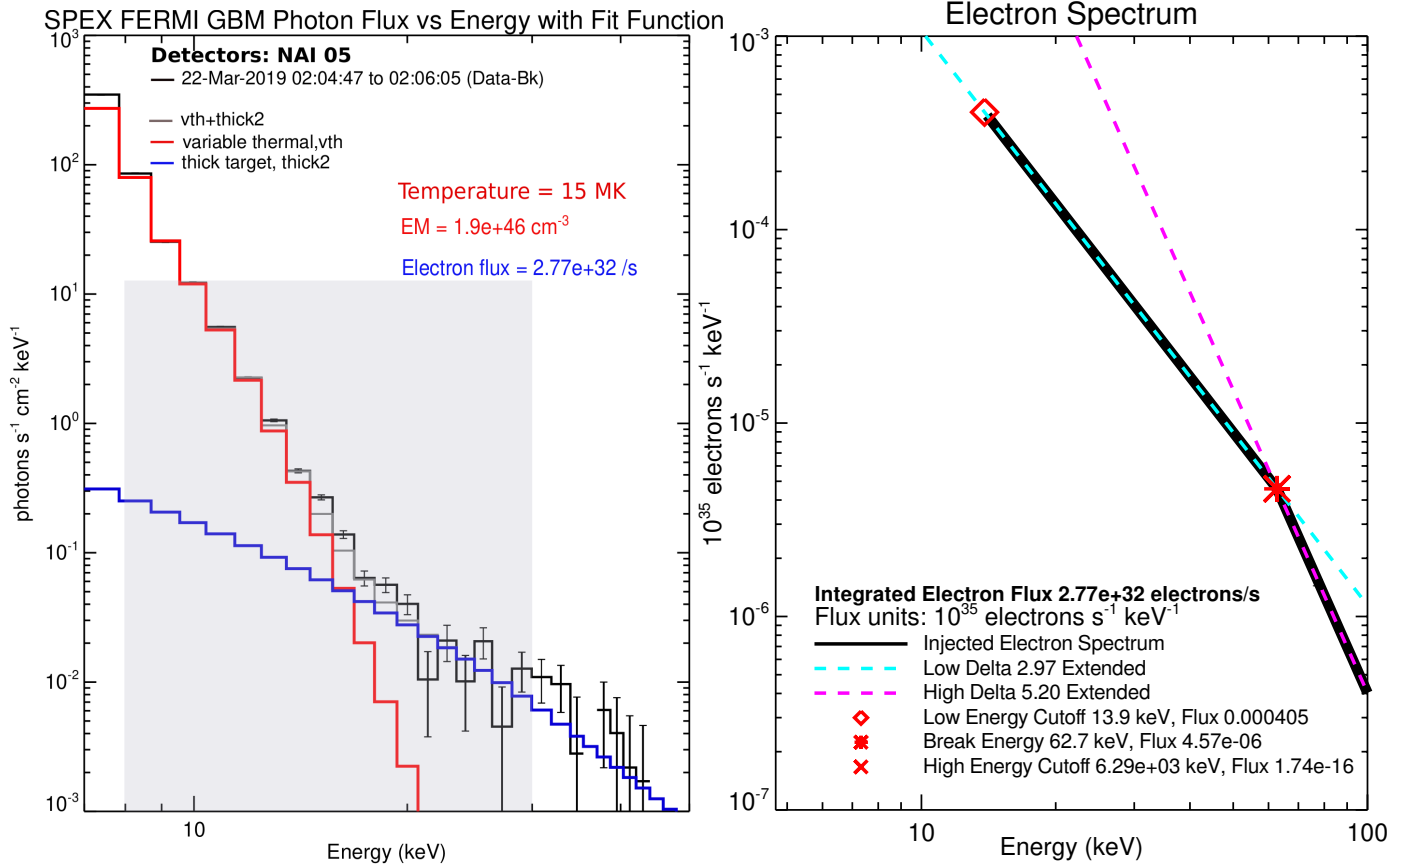 SPEX FERMI GBM Photon Flux vs Energy with Fit Function
Detectors: NAI 05
22-Mar-2019 02:04:47 to 02:06:05 (Data-Bk)
vth+thick2
variable thermal,vth
thick target, thick2
Temperature = 15 MK
EM = 1.9e+46 cm⁻³
Electron flux = 2.77e+32 /s
photons s⁻¹ cm⁻² keV⁻¹
10³
10²
10¹
10⁰
10⁻¹
10⁻²
10⁻³
10
Energy (keV)
Electron Spectrum
10³⁵ electrons s⁻¹ keV⁻¹
10⁻³
10⁻⁴
10⁻⁵
10⁻⁶
10⁻⁷
Integrated Electron Flux 2.77e+32 electrons/s
Flux units: 10³⁵ electrons s⁻¹ keV⁻¹
Injected Electron Spectrum
Low Delta 2.97 Extended
High Delta 5.20 Extended
Low Energy Cutoff 13.9 keV, Flux 0.000405
Break Energy 62.7 keV, Flux 4.57e-06
High Energy Cutoff 6.29e+03 keV, Flux 1.74e-16
10
100
Energy (keV)